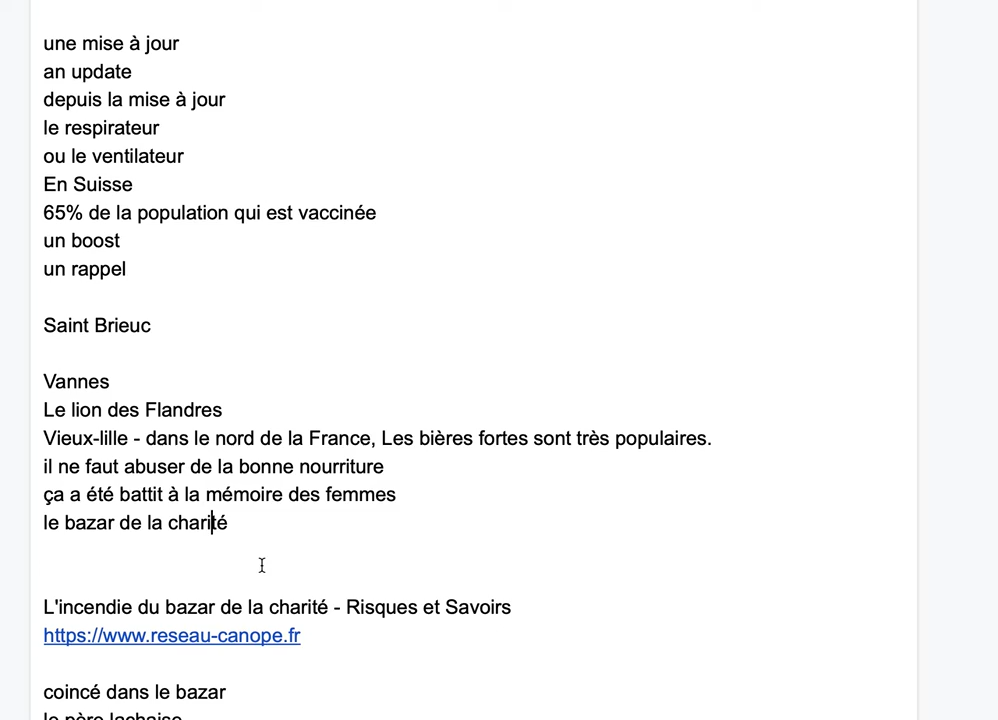 une mise à jour
an update
depuis la mise à jour
le respirateur
ou le ventilateur
En Suisse
65% de la population qui est vaccinée
un boost
un rappel
Saint Brieuc
Vannes
Le lion des Flandres
Vieux-lille - dans le nord de la France, Les bières fortes sont très populaires.
il ne faut abuser de la bonne nourriture
ça a été battit à la mémoire des femmes
le bazar de la charité
L'incendie du bazar de la charité - Risques et Savoirs
https://www.reseau-canope.fr
coincé dans le bazar
le père lachaise